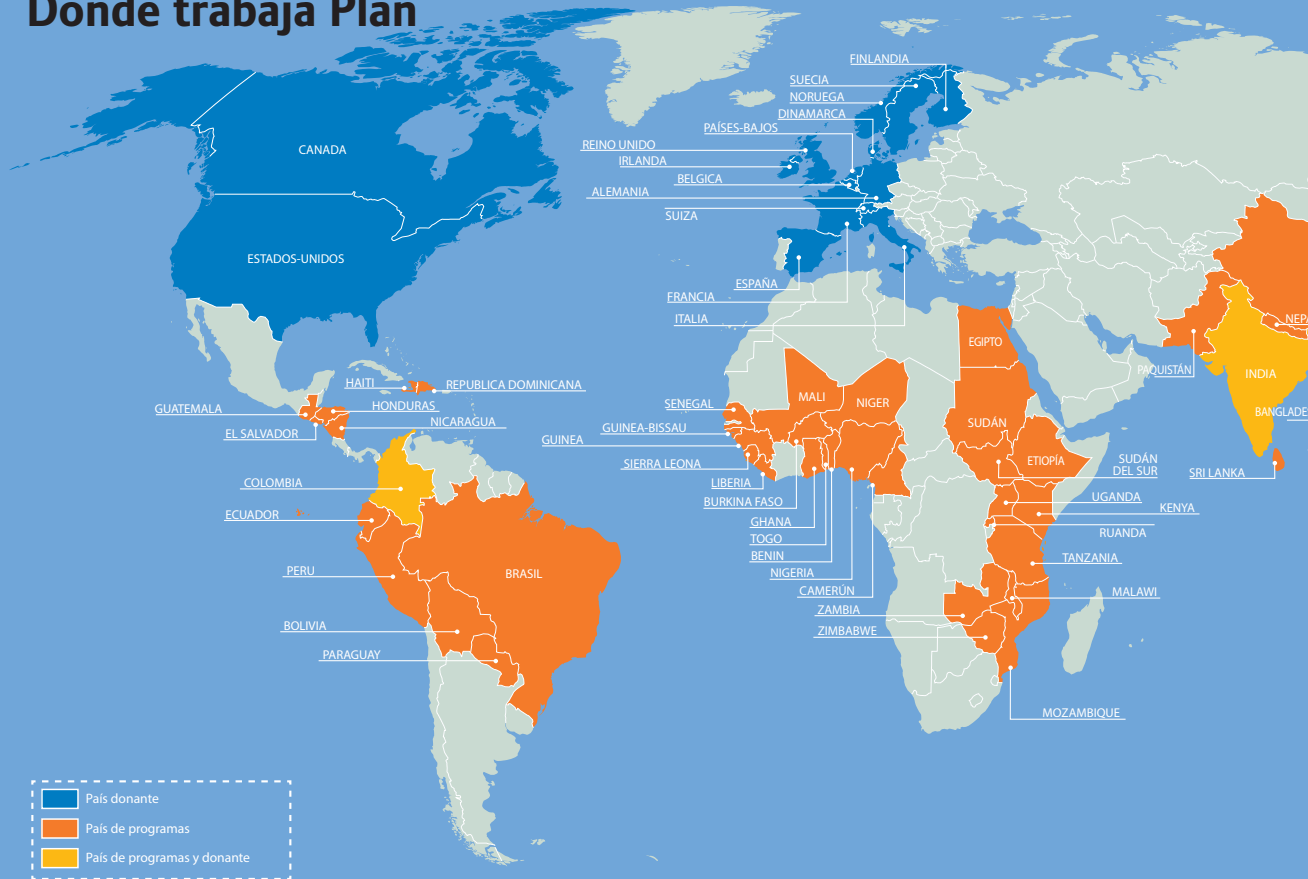 Donde trabaja Plan
FINLANDIA
SUECIA
NORUEGA
DINAMARCA
PAÍSES-BAJOS
REINO UNIDO
IRLANDA
BELGICA
ALEMANIA
SUIZA
CANADA
ESTADOS-UNIDOS
ESPAÑA
FRANCIA
ITALIA
EGIPTO
NEPA
PAQUISTÁN
INDIA
BANGLADE
SRI LANKA
HAITI
REPUBLICA DOMINICANA
GUATEMALA
HONDURAS
NICARAGUA
EL SALVADOR
COLOMBIA
ECUADOR
PERU
BRASIL
BOLIVIA
PARAGUAY
MALI
NIGER
SENEGAL
GUINEA-BISSAU
GUINEA
SIERRA LEONA
LIBERIA
BURKINA FASO
GHANA
TOGO
BENIN
NIGERIA
CAMERÚN
SUDÁN
ETIOPÍA
SUDÁN
DEL SUR
UGANDA
KENYA
RUANDA
TANZANIA
MALAWI
ZAMBIA
ZIMBABWE
MOZAMBIQUE
País donante
País de programas
País de programas y donante